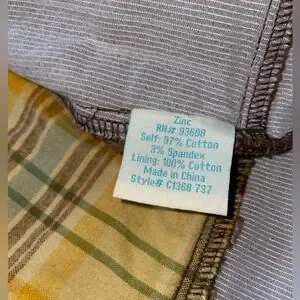 Zinc
RN# 93608
Self: 97% Cotton
3% Spandex
Lining: 100% Cotton
Made in China
Style# C1368 737